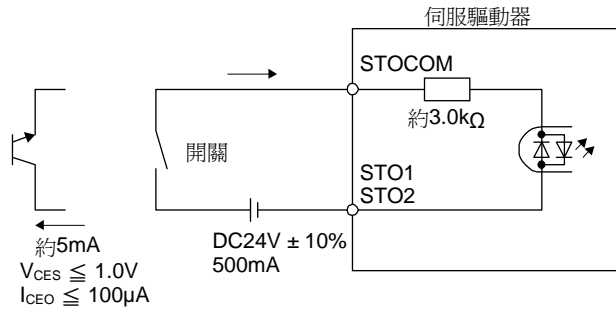 伺服驅動器
STOCOM
約3.0kΩ
開關
STO1
STO2
DC24V ± 10%
500mA
約5mA
VCES ≦ 1.0V
ICEO ≦ 100μA